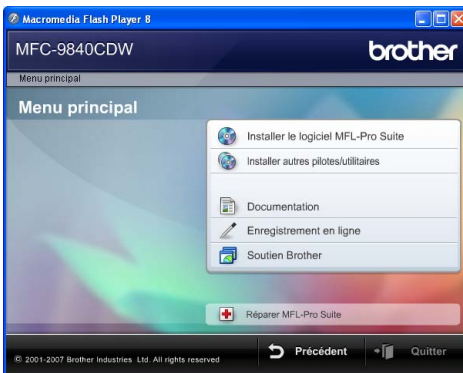 Macromedia Flash Player 8
MFC-9840CDW
brother
Menu principal
Menu principal
Installer le logiciel MFL-Pro Suite
Installer autres pilotes/utilitaires
Documentation
Enregistrement en ligne
Soutien Brother
Réparer MFL-Pro Suite
© 2001-2007 Brother Industries Ltd. All rights reserved
Précédent
Quitter